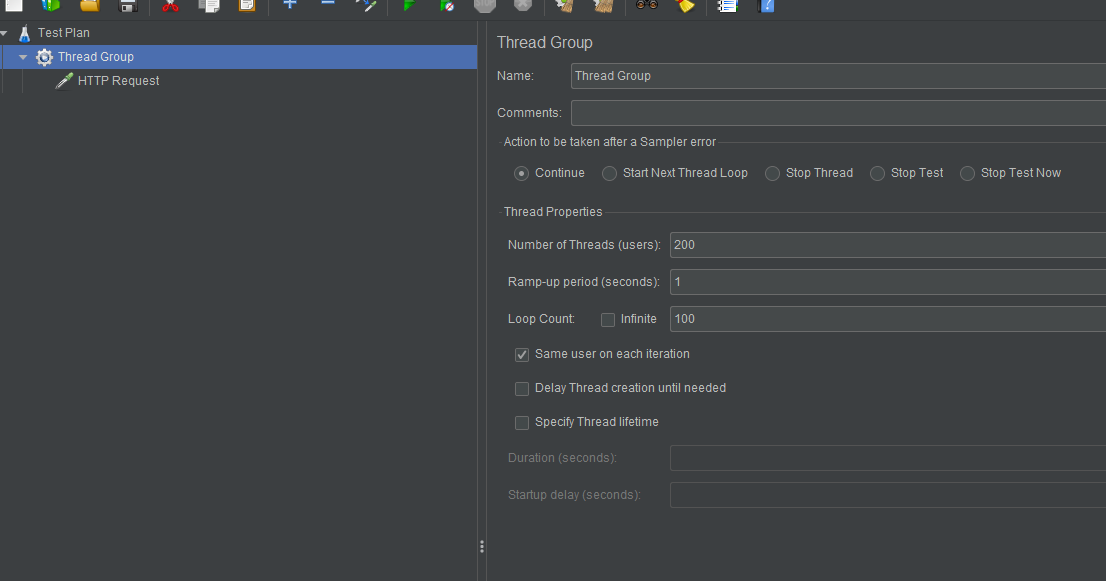 Test Plan
Thread Group
HTTP Request
Thread Group
Name: Thread Group
Comments:
Action to be taken after a Sampler error
Continue Start Next Thread Loop Stop Thread Stop Test Stop Test Now
Thread Properties
Number of Threads (users): 200
Ramp-up period (seconds): 1
Loop Count: Infinite 100
Same user on each iteration
Delay Thread creation until needed
Specify Thread lifetime
Duration (seconds):
Startup delay (seconds):